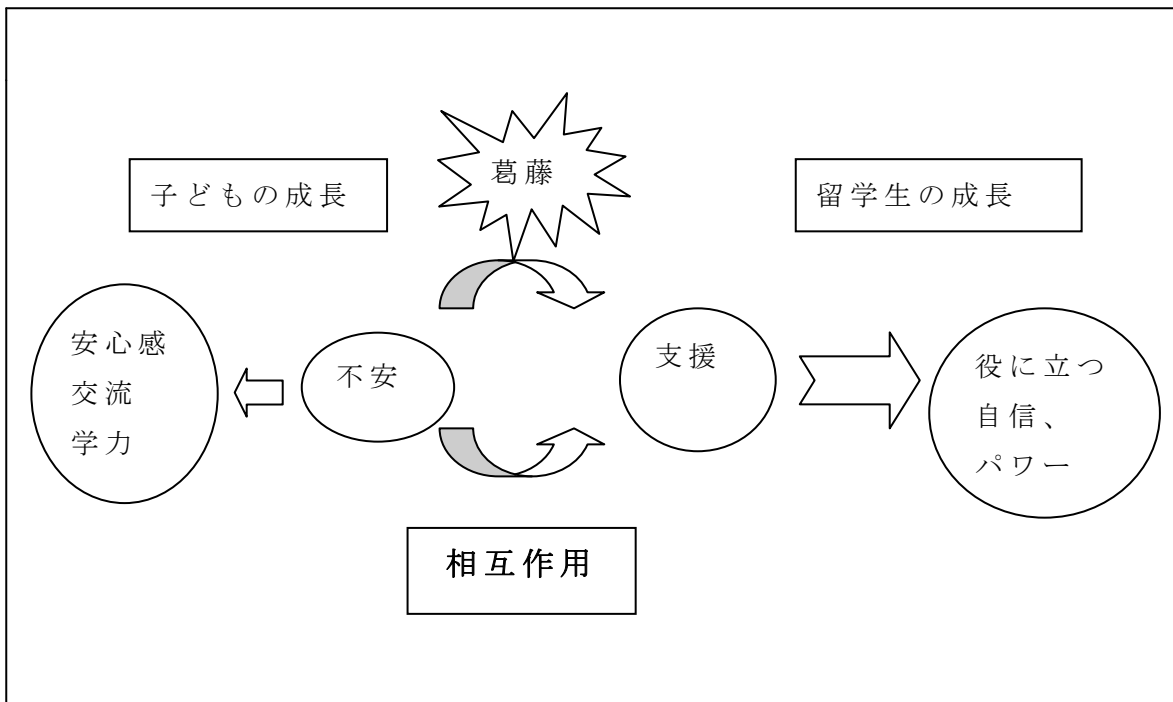 葛藤
子どもの成長
留学生の成長
安心感
交流
学力
不安
支援
役に立つ
自信、
パワー
相互作用